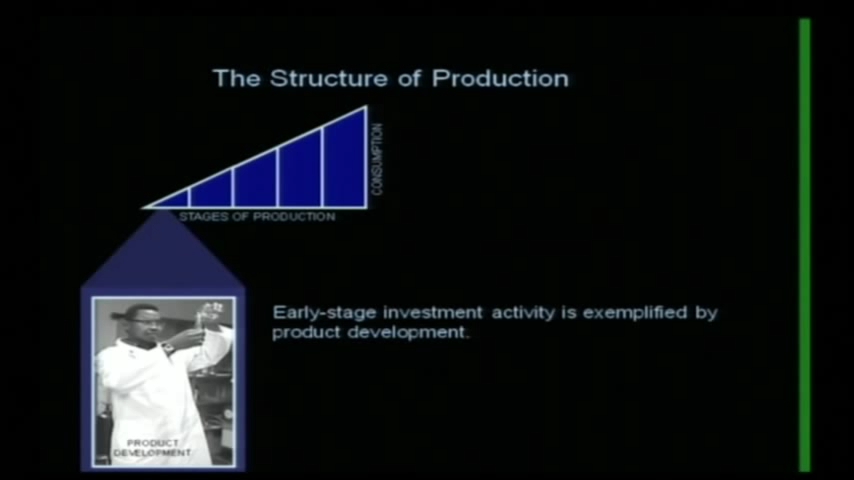 The Structure of Production
CONSUMPTION
STAGES OF PRODUCTION
Early-stage investment activity is exemplified by
product development.
PRODUCT
DEVELOPMENT